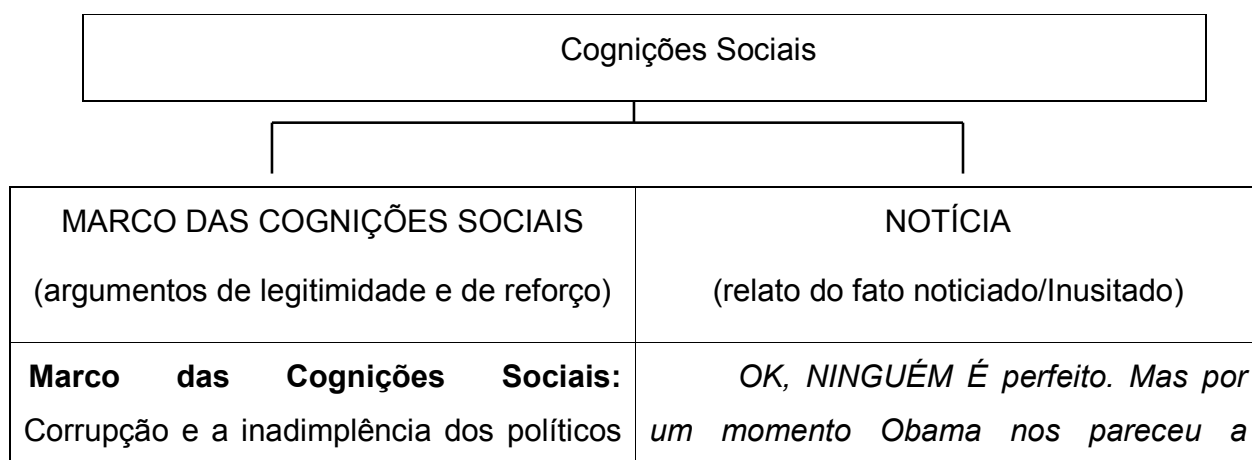 Cognições Sociais
MARCO DAS COGNIÇÕES SOCIAIS
(argumentos de legitimidade e de reforço)
NOTÍCIA
(relato do fato noticiado/Inusitado)
Marco das Cognições Sociais:
Corrupção e a inadimplência dos políticos
OK, NINGUÉM É perfeito. Mas por
um momento Obama nos pareceu a